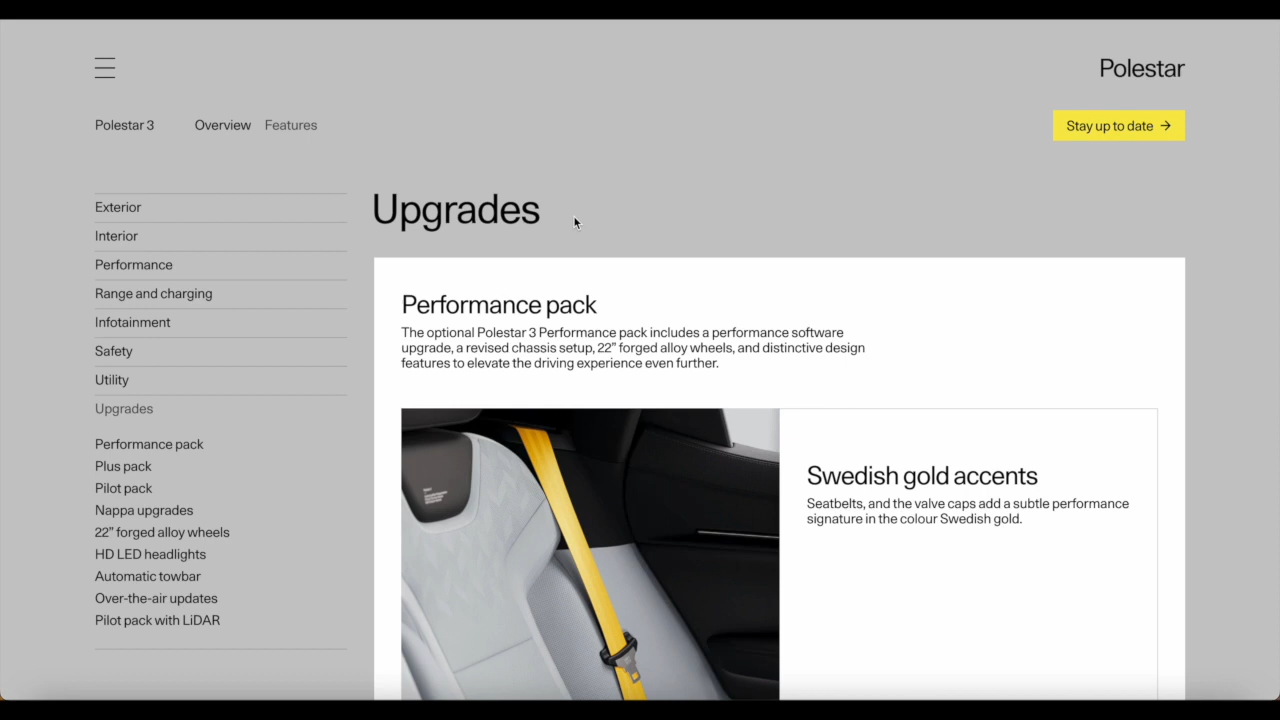 Polestar
Polestar 3
Overview
Features
Stay up to date →
Exterior
Interior
Performance
Range and charging
Infotainment
Safety
Utility
Upgrades
Performance pack
Plus pack
Pilot pack
Nappa upgrades
22” forged alloy wheels
HD LED headlights
Automatic towbar
Over-the-air updates
Pilot pack with LiDAR
Upgrades
Performance pack
The optional Polestar 3 Performance pack includes a performance software
upgrade, a revised chassis setup, 22” forged alloy wheels, and distinctive design
features to elevate the driving experience even further.
Swedish gold accents
Seatbelts, and the valve caps add a subtle performance
signature in the colour Swedish gold.